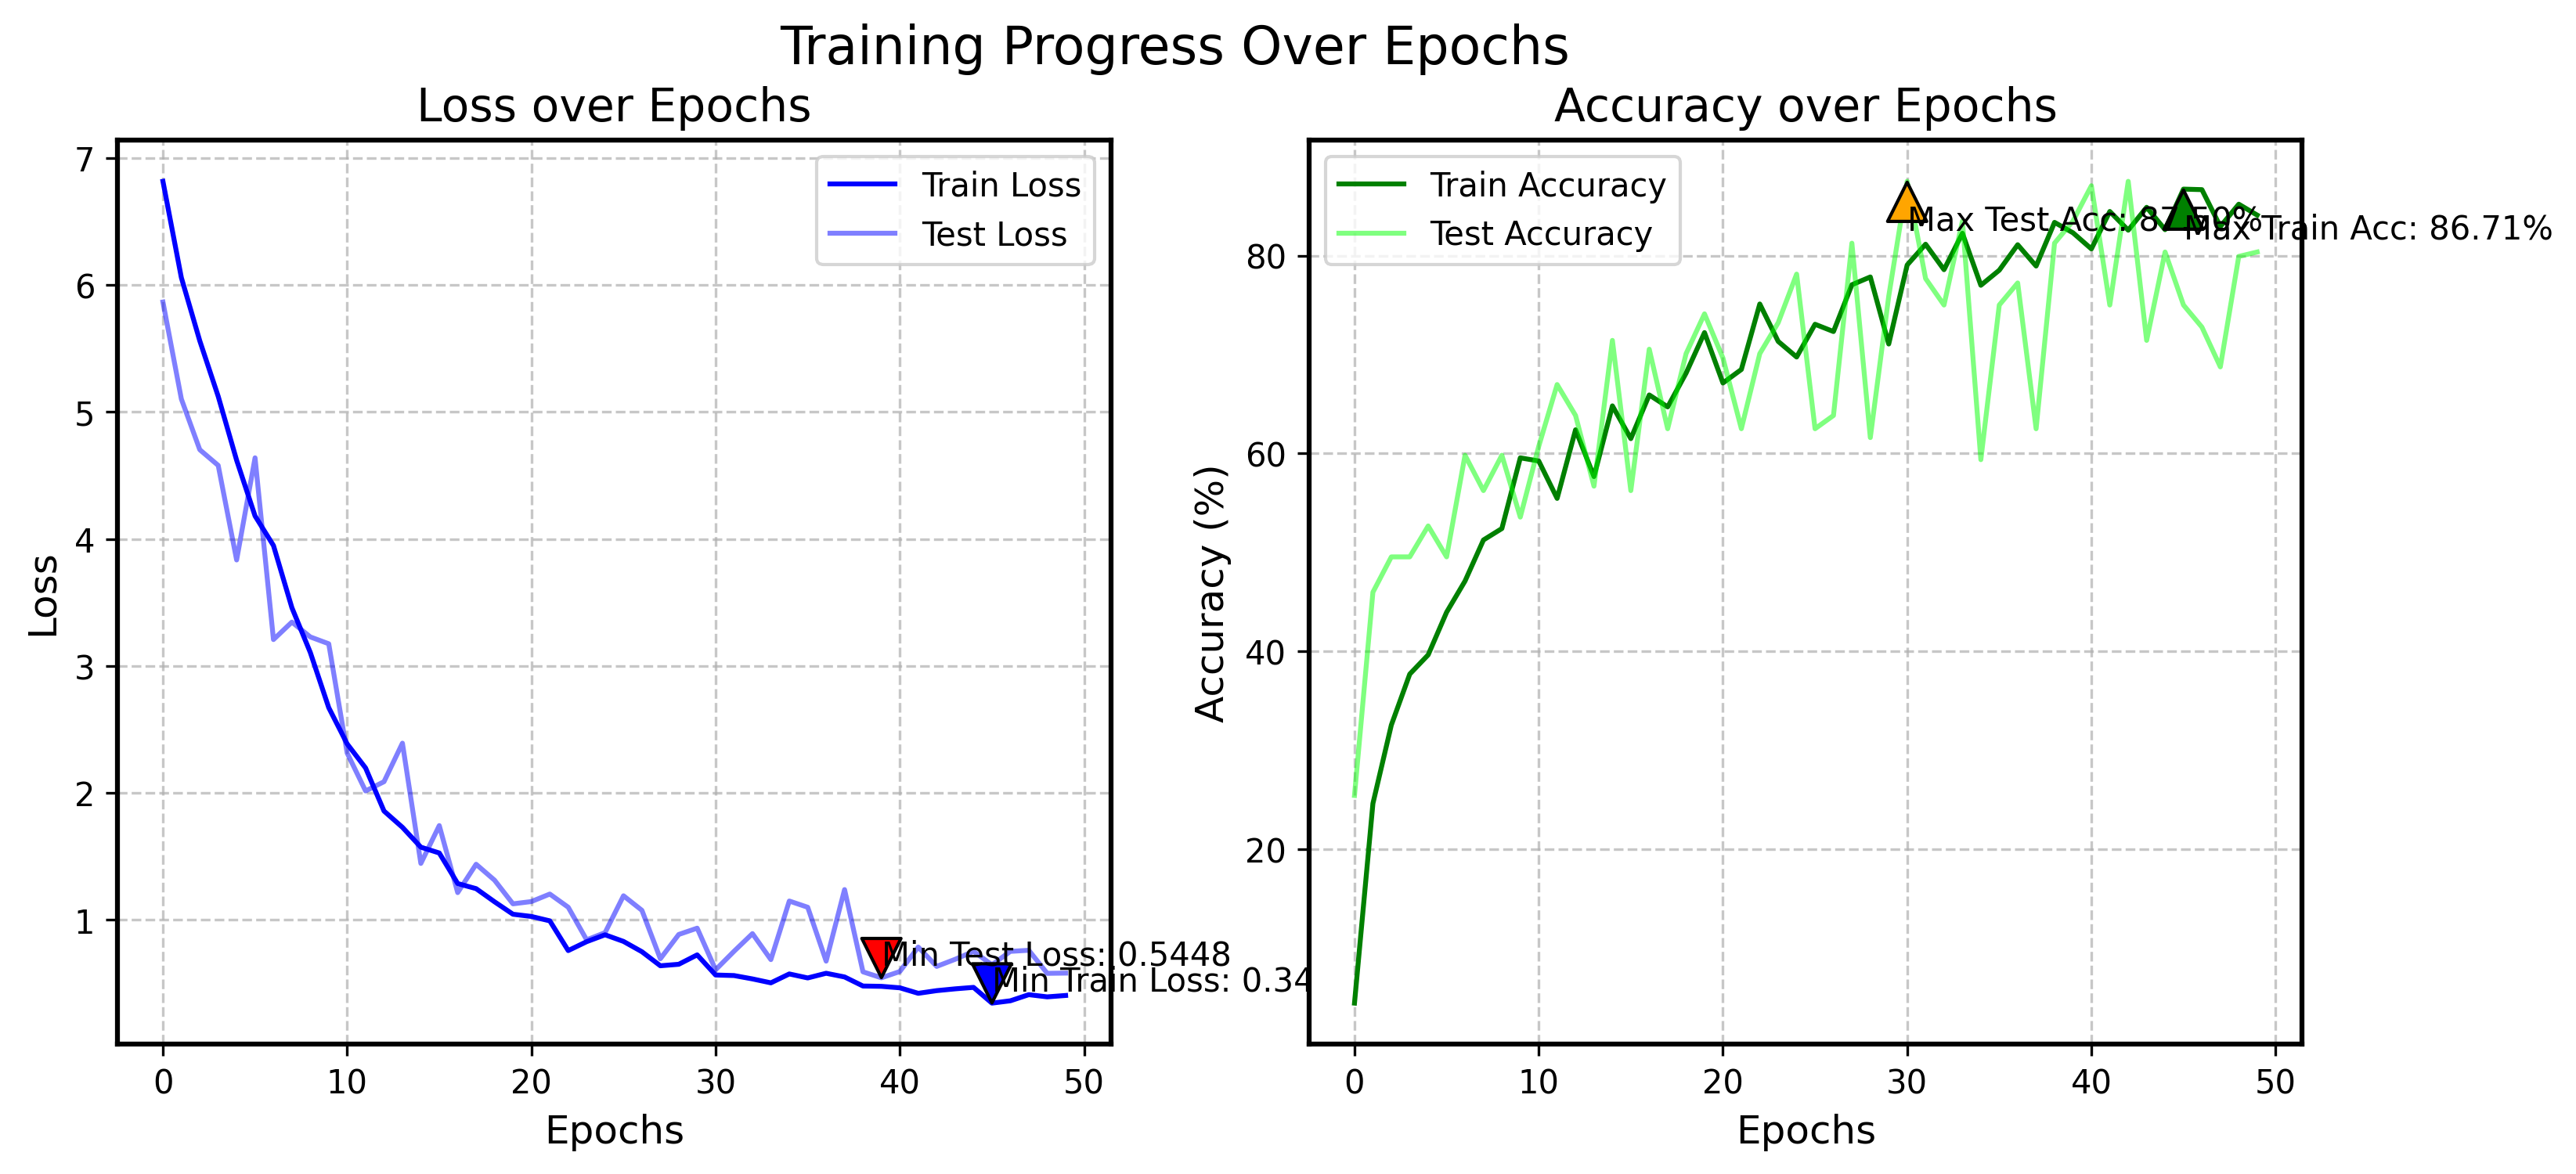 Training Progress Over Epochs
Loss over Epochs
7
6
5
4
3
2
1
Loss
Train Loss
Test Loss
Min Test Loss: 0.5448
Min Train Loss: 0.34
0 10 20 30 40 50
Epochs
Accuracy over Epochs
80
60
40
20
Accuracy (%)
Train Accuracy
Test Accuracy
Max Test Acc:
Max Train Acc: 86.71%
0 10 20 30 40 50
Epochs